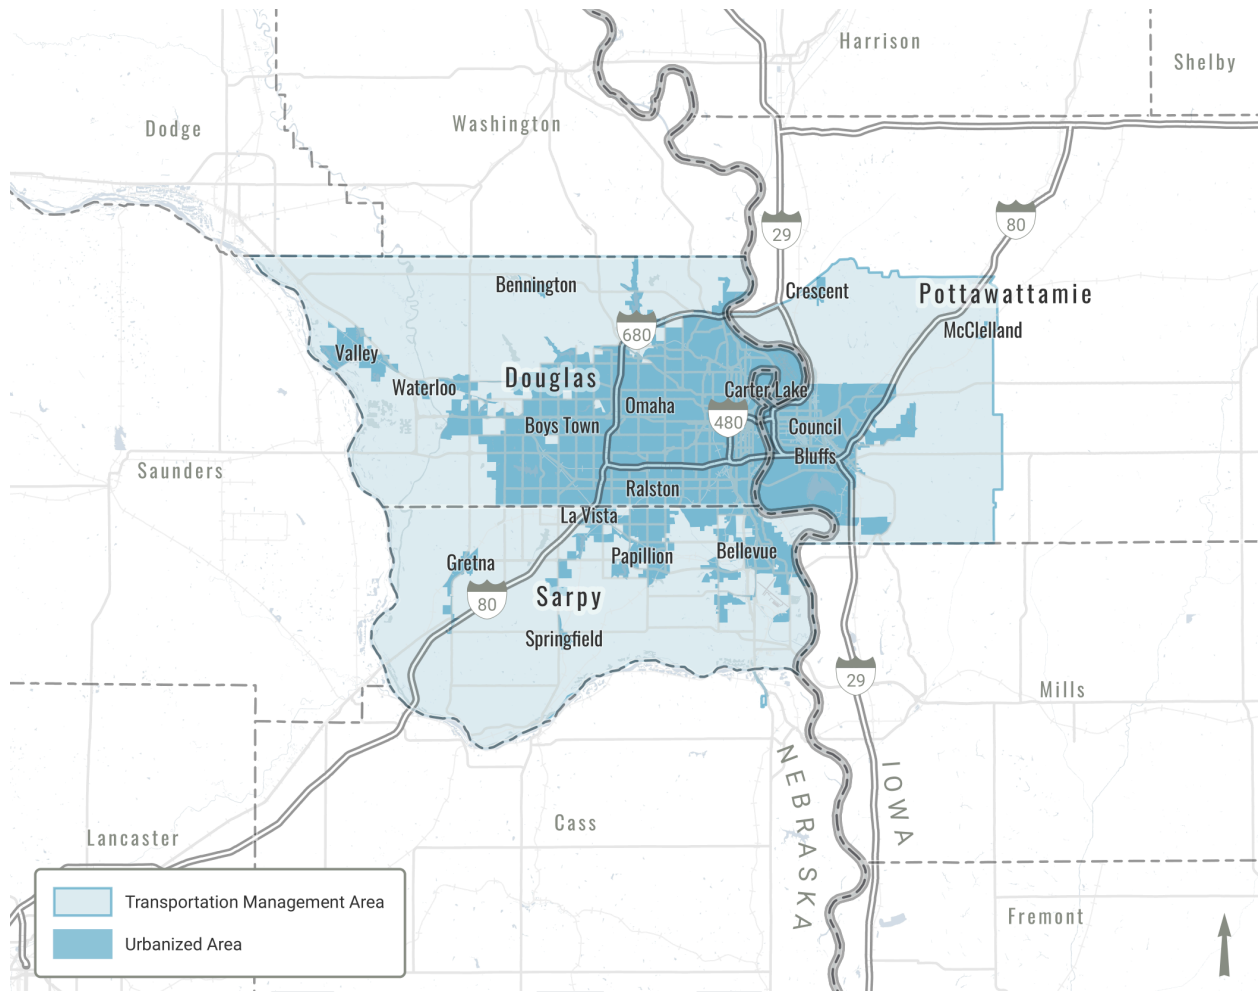 Harrison
Shelby
Dodge
Washington
29
80
Bennington
Crescent
Pottawattamie
680
McClelland
Valley
Waterloo
Douglas
Carter Lake
Omaha
480
Boys Town
Council
Bluffs
Saunders
Ralston
La Vista
Papillion
Bellevue
Gretna
80
Sarpy
Springfield
29
Mills
NEBRASKA
IOWA
Cass
Lancaster
Fremont
Transportation Management Area
Urbanized Area